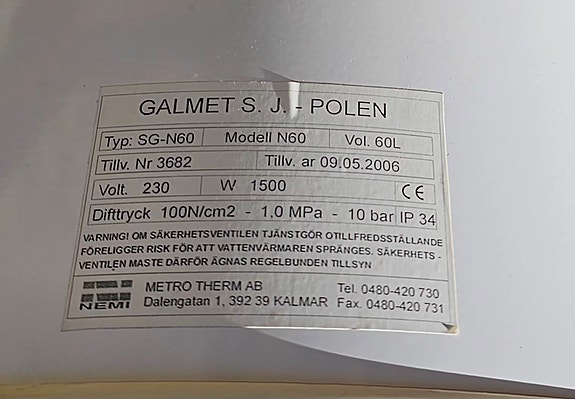 GALMET S. J. - POLEN
Typ: SG-N60 Modell N60 Vol. 60L
Tillv. Nr 3682 Tillv. ar 09.05.2006
Volt. 230 W 1500 CE
Difttryck 100N/cm2 - 1,0 MPa - 10 bar IP 34
VARNING! OM SÄKERHETSVENTILEN TJÄNSTGÖR OTILLFREDSSTÄLLANDE
FÖRELIGGER RISK FÖR ATT VATTENVÄRMAREN SPRÄNGES. SÄKERHETS -
VENTILEN MASTE DÄRFÖR ÄGNAS REGELBUNDEN TILLSYN
NEMI METRO THERM AB Tel. 0480-420 730
Dalengatan 1, 392 39 KALMAR Fax. 0480-420 731